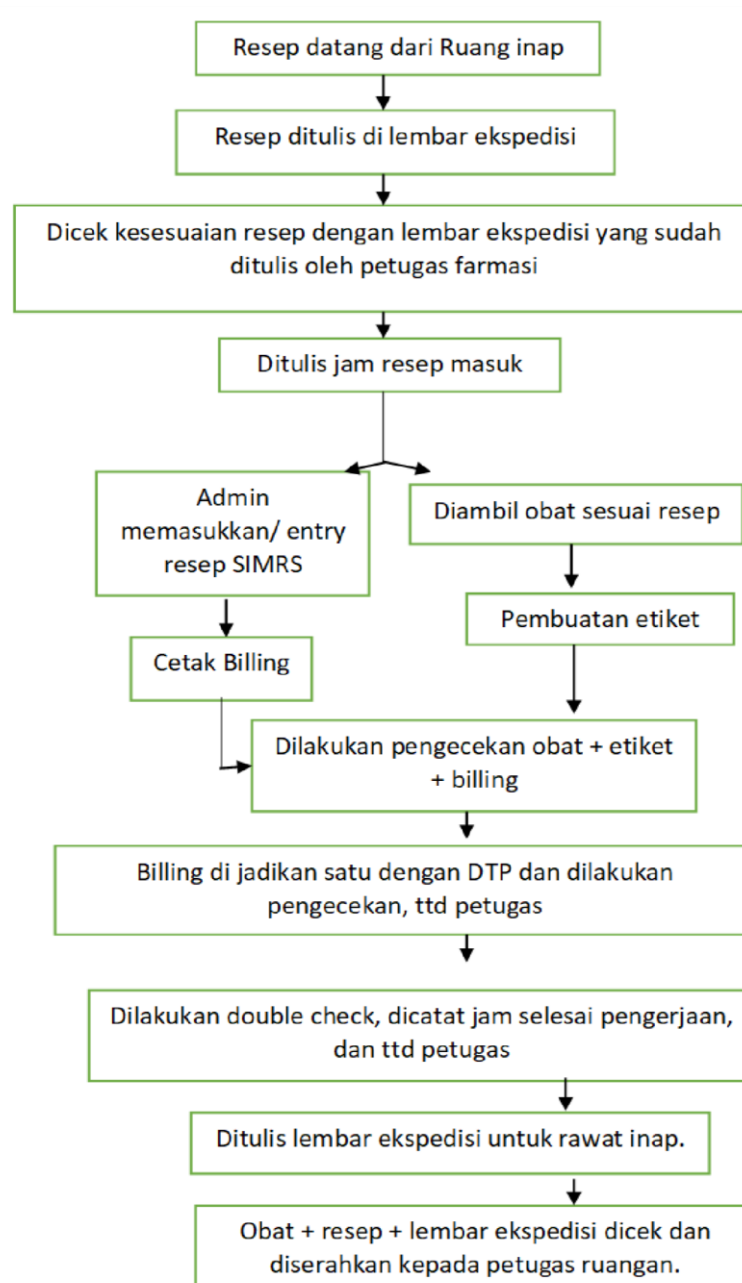 Resep datang dari Ruang inap
Resep ditulis di lembar ekspedisi
Dicek kesesuaian resep dengan lembar ekspedisi yang sudah
ditulis oleh petugas farmasi
Ditulis jam resep masuk
Admin
memasukkan/ entry
resep SIMRS
Cetak Billing
Diambil obat sesuai resep
Pembuatan etiket
Dilakukan pengecekan obat + etiket
+ billing
Billing di jadikan satu dengan DTP dan dilakukan
pengecekan, ttd petugas
Dilakukan double check, dicatat jam selesai pengerjaan,
dan ttd petugas
Ditulis lembar ekspedisi untuk rawat inap.
Obat + resep + lembar ekspedisi dicek dan
diserahkan kepada petugas ruangan.